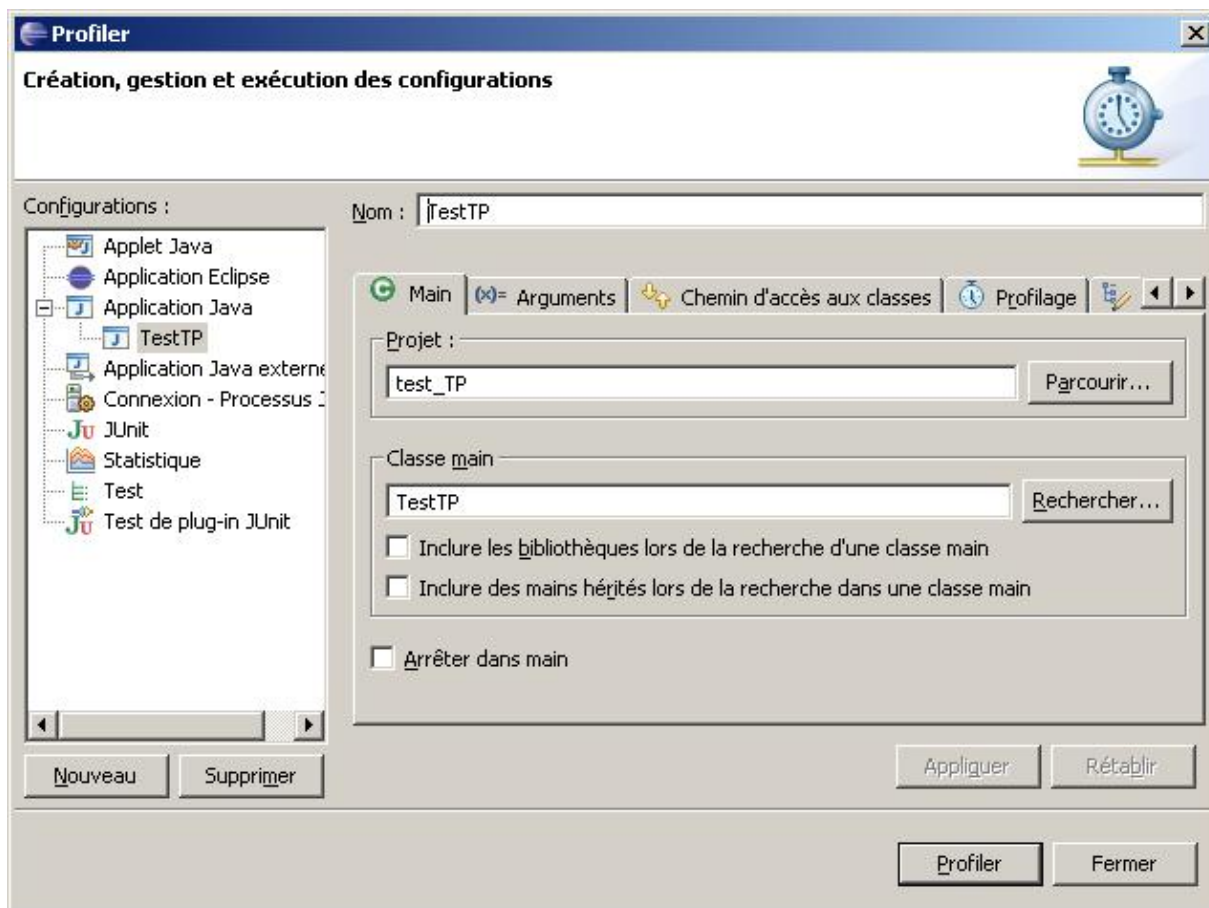 Profiler
Création, gestion et exécution des configurations
Configurations :
Applet Java
Application Eclipse
Application Java
TestTP
Application Java externe
Connexion - Processus J
JUnit
Statistique
Test
Test de plug-in JUnit
Nouveau
Supprimer
Nom :
TestTP
Main
(x)= Arguments
Chemin d'accès aux classes
Profilage
Projet :
test_TP
Parcourir...
Classe main
TestTP
Rechercher...
Inclure les bibliothèques lors de la recherche d'une classe main
Inclure des mains hérités lors de la recherche dans une classe main
Arrêter dans main
Appliquer
Rétablir
Profiler
Fermer